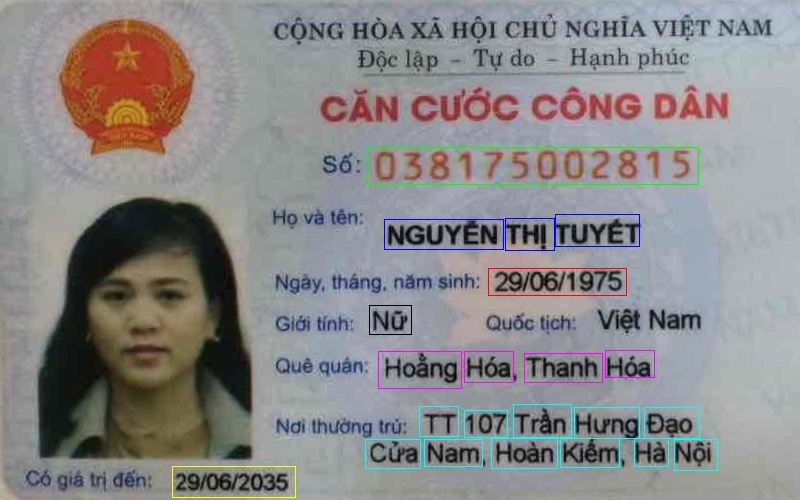 CỘNG HÒA XÃ HỘI CHỦ NGHĨA VIỆT NAM
Độc lập - Tự do - Hạnh phúc
CĂN CƯỚC CÔNG DÂN
Số: 038175002815
Họ và tên: NGUYỄN THỊ TUYẾT
Ngày, tháng, năm sinh: 29/06/1975
Giới tính: Nữ Quốc tịch: Việt Nam
Quê quán: Hoằng Hóa, Thanh Hóa
Nơi thường trú: TT 107 Trần Hưng Đạo
Cửa Nam, Hoàn Kiếm, Hà Nội
Có giá trị đến: 29/06/2035